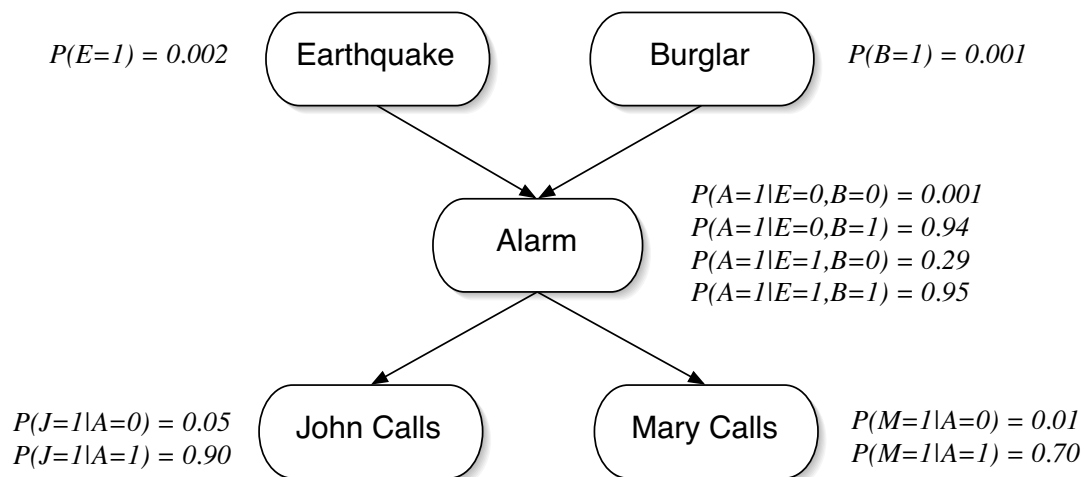 P(E=1) = 0.002
Earthquake
Burglar
P(B=1) = 0.001
Alarm
P(A=1|E=0,B=0) = 0.001
P(A=1|E=0,B=1) = 0.94
P(A=1|E=1,B=0) = 0.29
P(A=1|E=1,B=1) = 0.95
P(J=1|A=0) = 0.05
P(J=1|A=1) = 0.90
John Calls
Mary Calls
P(M=1|A=0) = 0.01
P(M=1|A=1) = 0.70